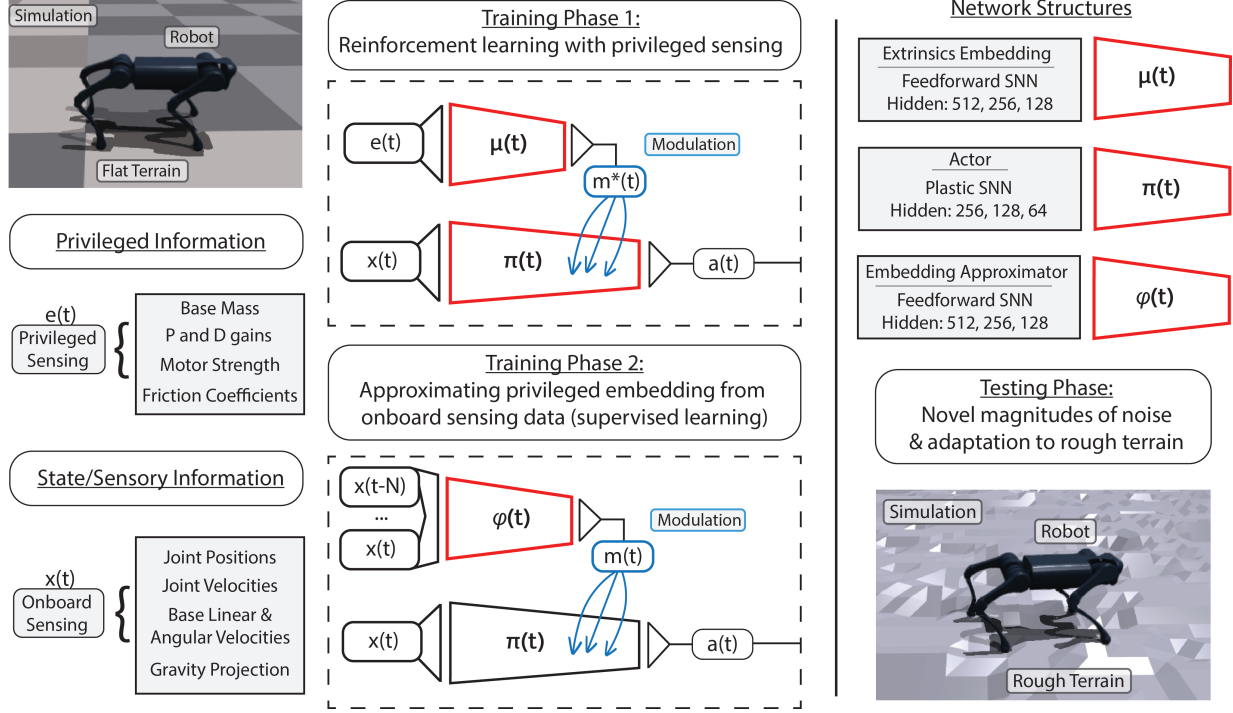 Simulation
Robot
Flat Terrain
Privileged Information
e(t)
Privileged
Sensing
{
Base Mass
P and D gains
Motor Strength
Friction Coefficients
State/Sensory Information
x(t)
Onboard
Sensing
{
Joint Positions
Joint Velocities
Base Linear &
Angular Velocities
Gravity Projection
Training Phase 1:
Reinforcement learning with privileged sensing
e(t)
μ(t)
Modulation
m*(t)
x(t)
π(t)
a(t)
Training Phase 2:
Approximating privileged embedding from
onboard sensing data (supervised learning)
x(t-N)
...
x(t)
φ(t)
Modulation
m(t)
x(t)
π(t)
a(t)
Network Structures
Extrinsics Embedding
Feedforward SNN
Hidden: 512, 256, 128
μ(t)
Actor
Plastic SNN
Hidden: 256, 128, 64
π(t)
Embedding Approximator
Feedforward SNN
Hidden: 512, 256, 128
φ(t)
Testing Phase:
Novel magnitudes of noise
& adaptation to rough terrain
Simulation
Robot
Rough Terrain